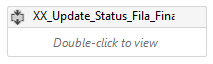 XX_Update_Status_Fila_Fina
Double-click to view